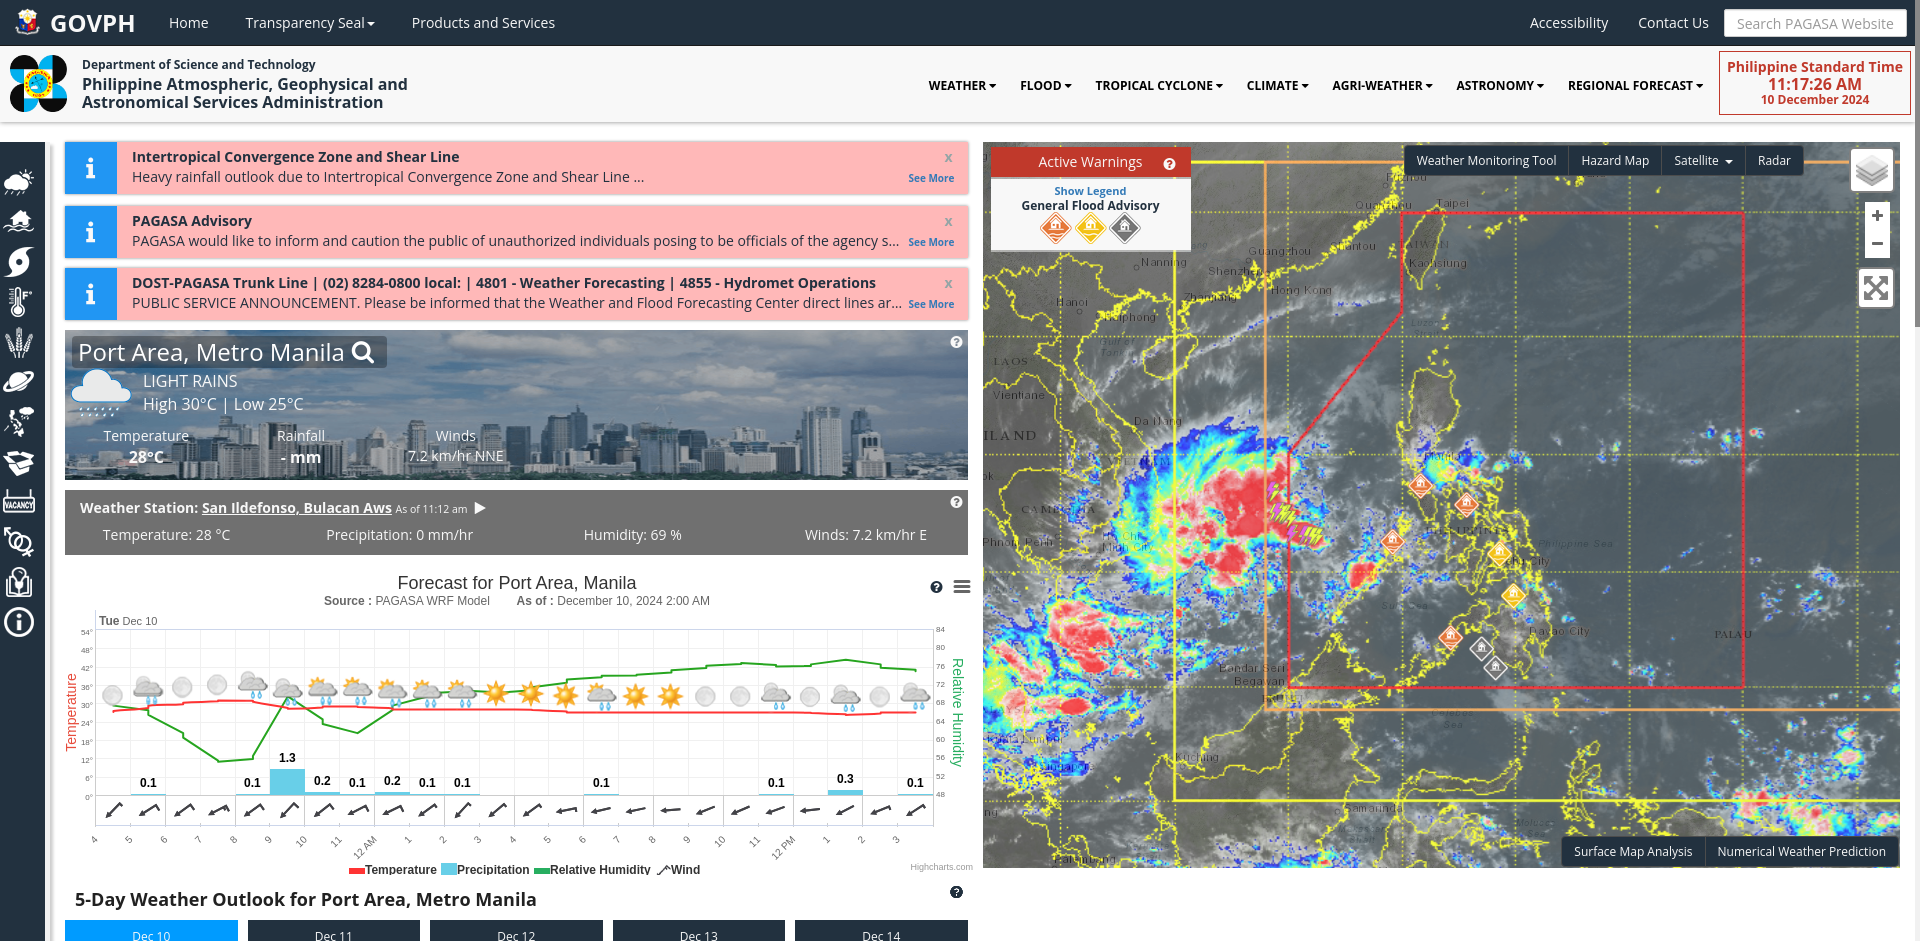 GOVPH
Home
Transparency Seal
Products and Services
Accessibility
Contact Us
Search PAGASA Website
Department of Science and Technology
Philippine Atmospheric, Geophysical and
Astronomical Services Administration
WEATHER
FLOOD
TROPICAL CYCLONE
CLIMATE
AGRI-WEATHER
ASTRONOMY
REGIONAL FORECAST
Philippine Standard Time
11:17:26 AM
10 December 2024
VACANCY
Intertropical Convergence Zone and Shear Line
x
Heavy rainfall outlook due to Intertropical Convergence Zone and Shear Line ...
See More
PAGASA Advisory
x
PAGASA would like to inform and caution the public of unauthorized individuals posing to be officials of the agency s...
See More
DOST-PAGASA Trunk Line | (02) 8284-0800 local: | 4801 - Weather Forecasting | 4855 - Hydromet Operations
x
PUBLIC SERVICE ANNOUNCEMENT. Please be informed that the Weather and Flood Forecasting Center direct lines ar...
See More
Port Area, Metro Manila
LIGHT RAINS
High 30°C | Low 25°C
Temperature
Rainfall
Winds
28°C
- mm
7.2 km/hr NNE
Weather Station: San Ildefonso, Bulacan Aws As of 11:12 am
Temperature: 28 °C
Precipitation: 0 mm/hr
Humidity: 69 %
Winds: 7.2 km/hr E
Forecast for Port Area, Manila
Source : PAGASA WRF Model As of : December 10, 2024 2:00 AM
Tue Dec 10
54°
48°
42°
36°
30°
24°
18°
12°
6°
0°
Temperature
84
80
76
72
68
64
60
56
52
48
Relative Humidity
0.1
0.1
1.3
0.2
0.1
0.2
0.1
0.1
0.1
0.1
0.3
0.1
4 5 6 7 8 9 10 11 12 AM 1 2 3 4 5 6 7 8 9 10 11 12 PM 1 2 3
Temperature Precipitation Relative Humidity Wind
Highcharts.com
5-Day Weather Outlook for Port Area, Metro Manila
Dec 10
Dec 11
Dec 12
Dec 13
Dec 14
Active Warnings
Show Legend
General Flood Advisory
Weather Monitoring Tool
Hazard Map
Satellite
Radar
+
−
Taipei
Guangzhou
Nanning
Shenzhen
Kaohsiung
Hong Kong
Zhanjiang
Hanoi
Haiphong
LAOS
Vientiane
Da Nang
Philippine Sea
Davao City
PALAU
Bandar Seri
Begawan
Kuching
Samarinda
Surface Map Analysis
Numerical Weather Prediction